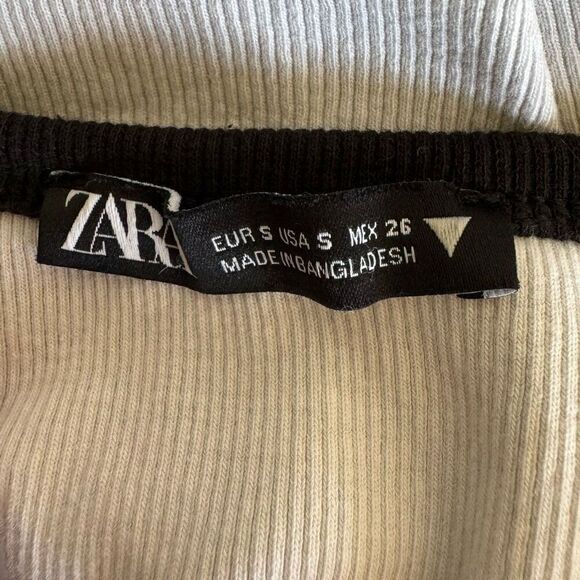 ZARA
EUR S USA S MEX 26
MADE IN BANGLADESH